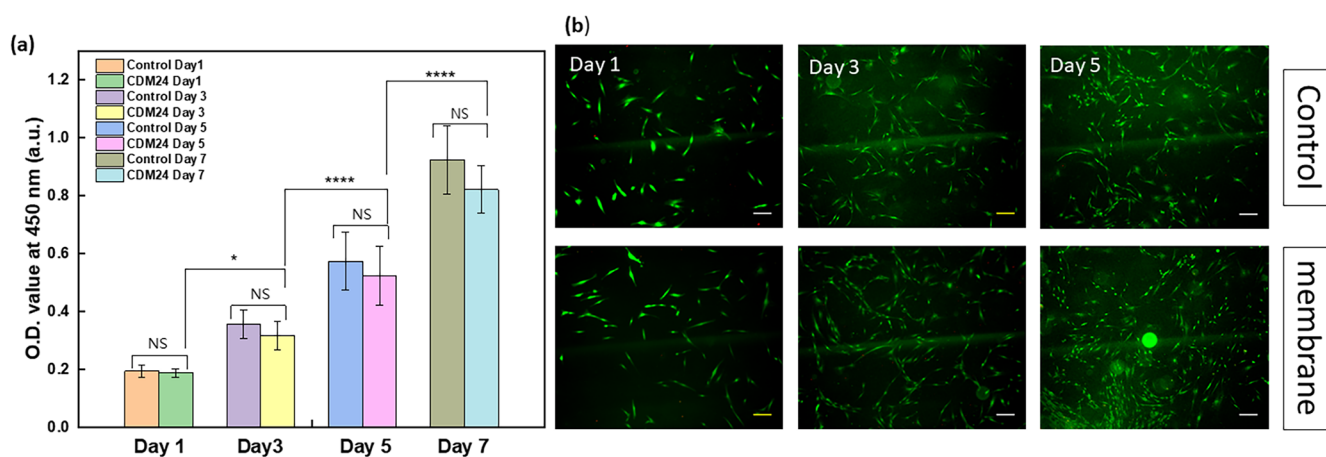 (a)
O.D. value at 450 nm (a.u.)
1.2
1.0
0.8
0.6
0.4
0.2
0.0
Control Day1
CDM24 Day1
Control Day 3
CDM24 Day 3
Control Day 5
CDM24 Day 5
Control Day 7
CDM24 Day 7
NS
*
NS
****
NS
****
NS
Day 1
Day3
Day 5
Day 7
(b)
Day 1
Day 3
Day 5
Control
membrane